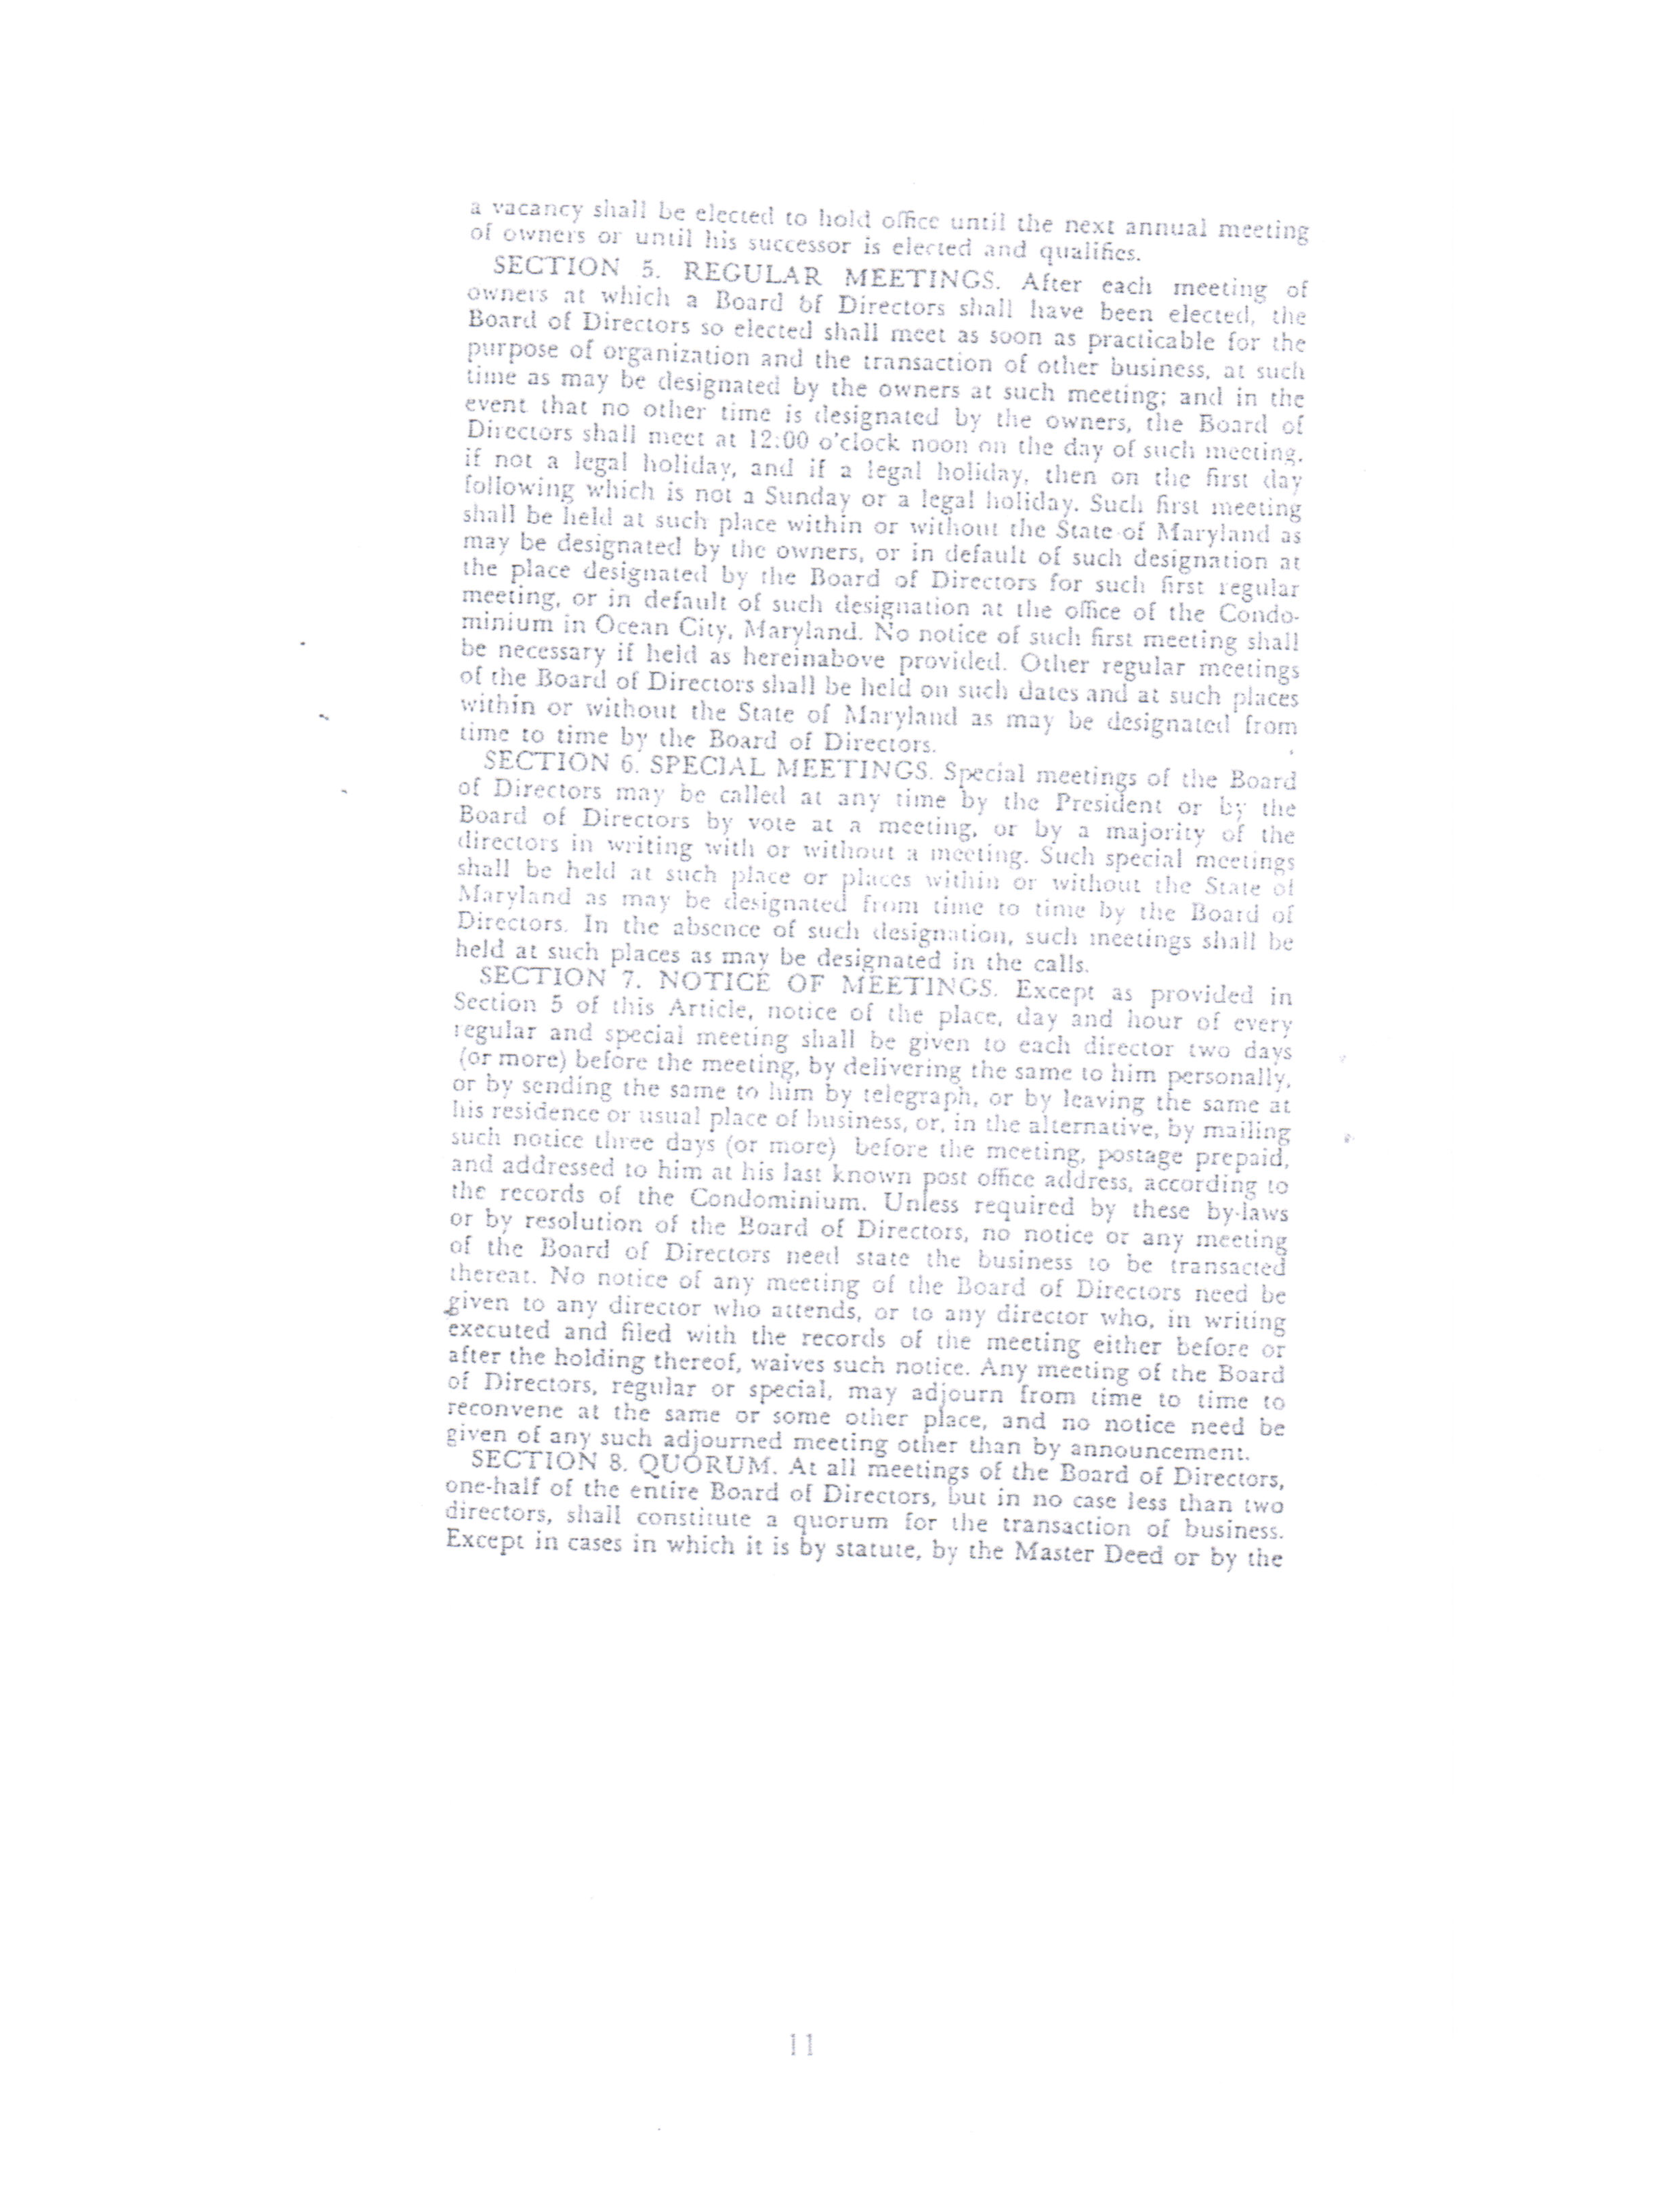 a vacancy shall be elected to hold office until the next annual meeting
of owners or until his successor is elected and qualifies.
SECTION 5. REGULAR MEETINGS. After each meeting of
owners at which a Board of Directors shall have been elected, the
Board of Directors so elected shall meet as soon as practicable for the
purpose of organization and the transaction of other business, at such
time as may be designated by the owners at such meeting; and in the
event that no other time is designated by the owners, the Board of
Directors shall meet at 12:00 o'clock noon on the day of such meeting,
if not a legal holiday, and if a legal holiday, then on the first day
following which is not a Sunday or a legal holiday. Such first meeting
shall be held at such place within or without the State of Maryland as
may be designated by the owners, or in default of such designation at
the place designated by the Board of Directors for such first regular
meeting, or in default of such designation at the office of the Condo-
minium in Ocean City, Maryland. No notice of such first meeting shall
be necessary if held as hereinabove provided. Other regular meetings
of the Board of Directors shall be held on such dates and at such places
within or without the State of Maryland as may be designated from
time to time by the Board of Directors.
SECTION 6. SPECIAL MEETINGS. Special meetings of the Board
of Directors may be called at any time by the President or by the
Board of Directors by vote at a meeting, or by a majority of the
directors in writing with or without a meeting. Such special meetings
shall be held at such place or places within or without the State of
Maryland as may be designated from time to time by the Board of
Directors. In the absence of such designation, such meetings shall be
held at such places as may be designated in the calls.
SECTION 7. NOTICE OF MEETINGS. Except as provided in
Section 5 of this Article, notice of the place, day and hour of every
regular and special meeting shall be given to each director two days
(or more) before the meeting, by delivering the same to him personally,
or by sending the same to him by telegraph, or by leaving the same at
his residence or usual place of business, or, in the alternative, by mailing
such notice three days (or more) before the meeting, postage prepaid,
and addressed to him at his last known post office address, according to
the records of the Condominium. Unless required by these by-laws
or by resolution of the Board of Directors, no notice or any meeting
of the Board of Directors need state the business to be transacted
thereat. No notice of any meeting of the Board of Directors need be
given to any director who attends, or to any director who, in writing
executed and filed with the records of the meeting either before or
after the holding thereof, waives such notice. Any meeting of the Board
of Directors, regular or special, may adjourn from time to time to
reconvene at the same or some other place, and no notice need be
given of any such adjourned meeting other than by announcement.
SECTION 8. QUORUM. At all meetings of the Board of Directors,
one-half of the entire Board of Directors, but in no case less than two
directors, shall constitute a quorum for the transaction of business.
Except in cases in which it is by statute, by the Master Deed or by the
11